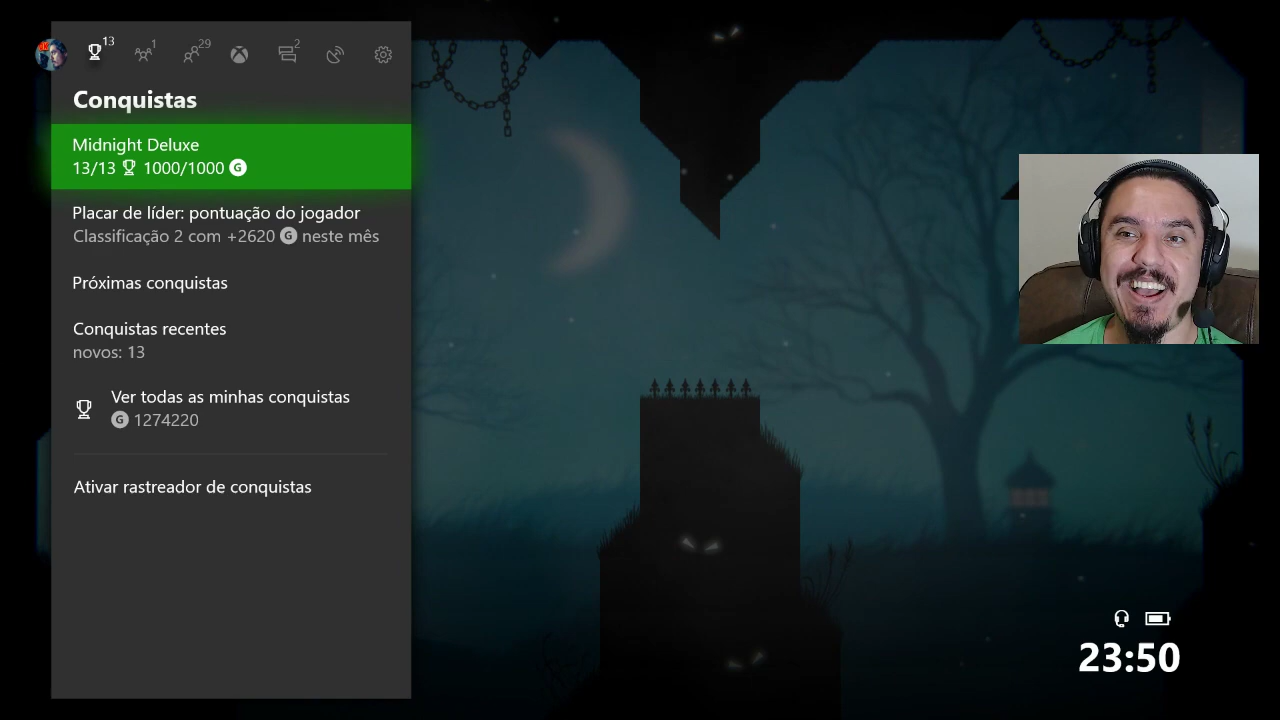 13
1
29
2
Conquistas
Midnight Deluxe
13/13 1000/1000 G
Placar de líder: pontuação do jogador
Classificação 2 com +2620 G neste mês
Próximas conquistas
Conquistas recentes
novos: 13
Ver todas as minhas conquistas
G 1274220
Ativar rastreador de conquistas
23:50